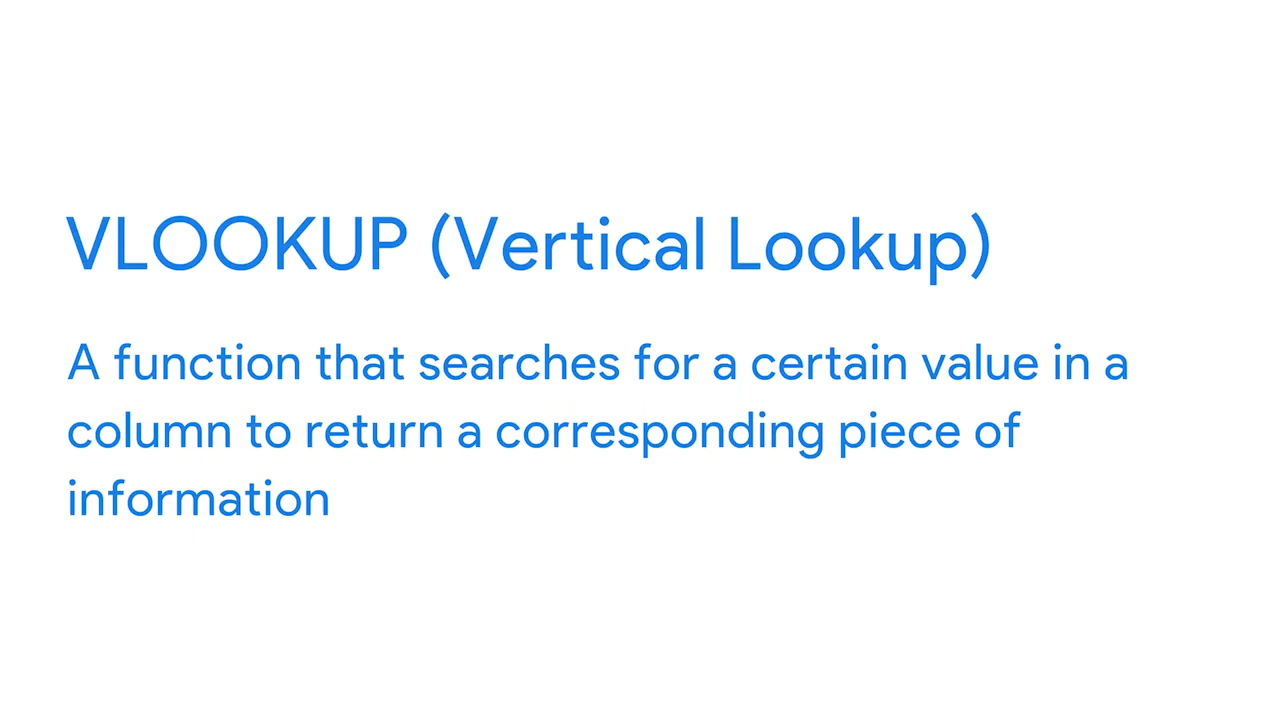 VLOOKUP (Vertical Lookup)
A function that searches for a certain value in a
column to return a corresponding piece of
information